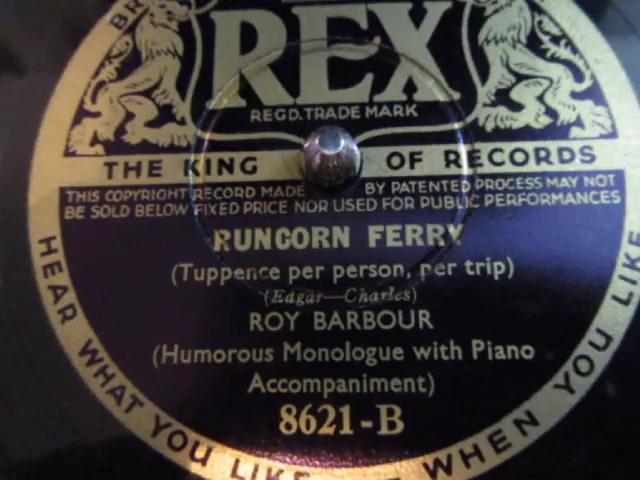 BR
REX
REGD. TRADE MARK
THE KING OF RECORDS
THIS COPYRIGHT RECORD MADE BY PATENTED PROCESS MAY NOT
BE SOLD BELOW FIXED PRICE NOR USED FOR PUBLIC PERFORMANCES
RUNCORN FERRY
(Tuppence per person, per trip)
(Edgar—Charles)
ROY BARBOUR
(Humorous Monologue with Piano
Accompaniment)
8621-B
HEAR WHAT YOU LIKE WHEN YOU LIKE